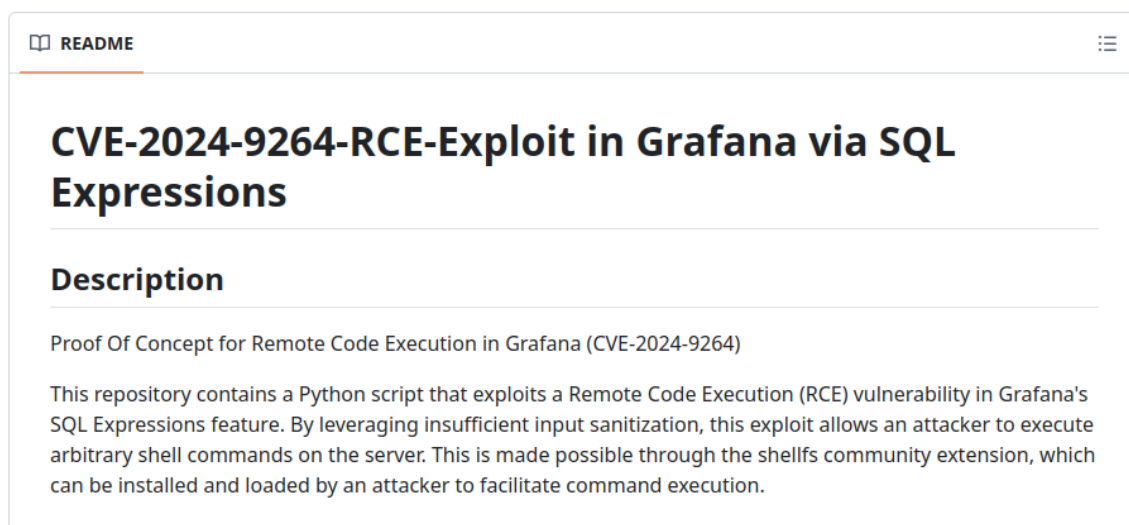 README
CVE-2024-9264-RCE-Exploit in Grafana via SQL
Expressions
Description
Proof Of Concept for Remote Code Execution in Grafana (CVE-2024-9264)
This repository contains a Python script that exploits a Remote Code Execution (RCE) vulnerability in Grafana's
SQL Expressions feature. By leveraging insufficient input sanitization, this exploit allows an attacker to execute
arbitrary shell commands on the server. This is made possible through the shellfs community extension, which
can be installed and loaded by an attacker to facilitate command execution.